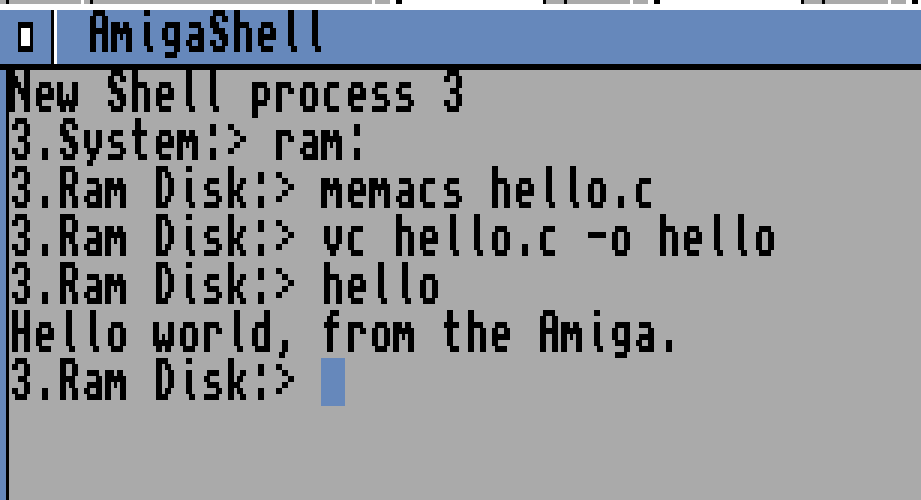 AmigaShell
New Shell process 3
3.System:> ram:
3.Ram Disk:> memacs hello.c
3.Ram Disk:> vc hello.c -o hello
3.Ram Disk:> hello
Hello world, from the Amiga.
3.Ram Disk:>